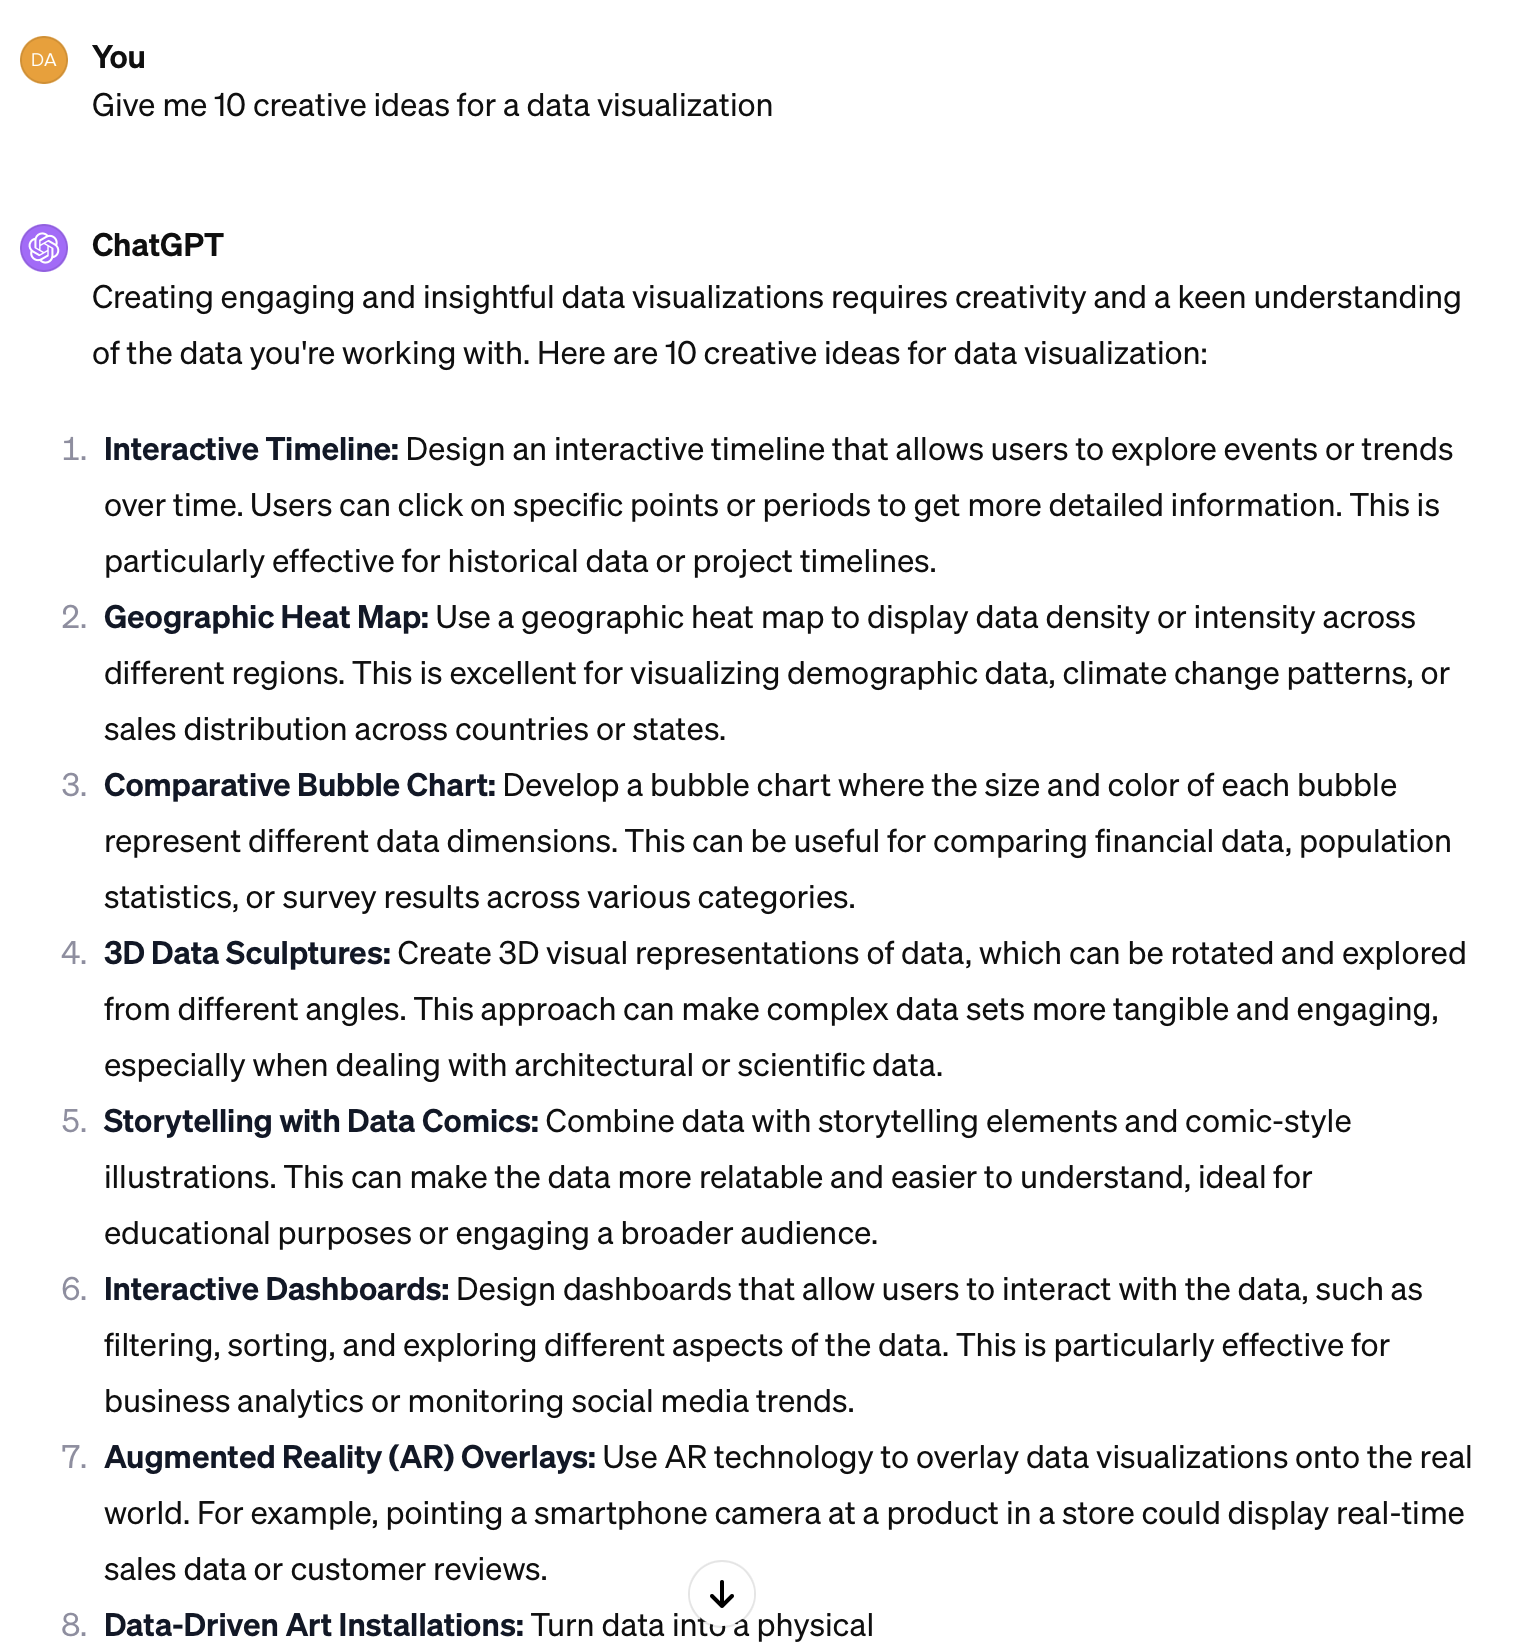 DA
You
Give me 10 creative ideas for a data visualization
ChatGPT
Creating engaging and insightful data visualizations requires creativity and a keen understanding
of the data you're working with. Here are 10 creative ideas for data visualization:
1. Interactive Timeline: Design an interactive timeline that allows users to explore events or trends
over time. Users can click on specific points or periods to get more detailed information. This is
particularly effective for historical data or project timelines.
2. Geographic Heat Map: Use a geographic heat map to display data density or intensity across
different regions. This is excellent for visualizing demographic data, climate change patterns, or
sales distribution across countries or states.
3. Comparative Bubble Chart: Develop a bubble chart where the size and color of each bubble
represent different data dimensions. This can be useful for comparing financial data, population
statistics, or survey results across various categories.
4. 3D Data Sculptures: Create 3D visual representations of data, which can be rotated and explored
from different angles. This approach can make complex data sets more tangible and engaging,
especially when dealing with architectural or scientific data.
5. Storytelling with Data Comics: Combine data with storytelling elements and comic-style
illustrations. This can make the data more relatable and easier to understand, ideal for
educational purposes or engaging a broader audience.
6. Interactive Dashboards: Design dashboards that allow users to interact with the data, such as
filtering, sorting, and exploring different aspects of the data. This is particularly effective for
business analytics or monitoring social media trends.
7. Augmented Reality (AR) Overlays: Use AR technology to overlay data visualizations onto the real
world. For example, pointing a smartphone camera at a product in a store could display real-time
sales data or customer reviews.
8. Data-Driven Art Installations: Turn data into a physical